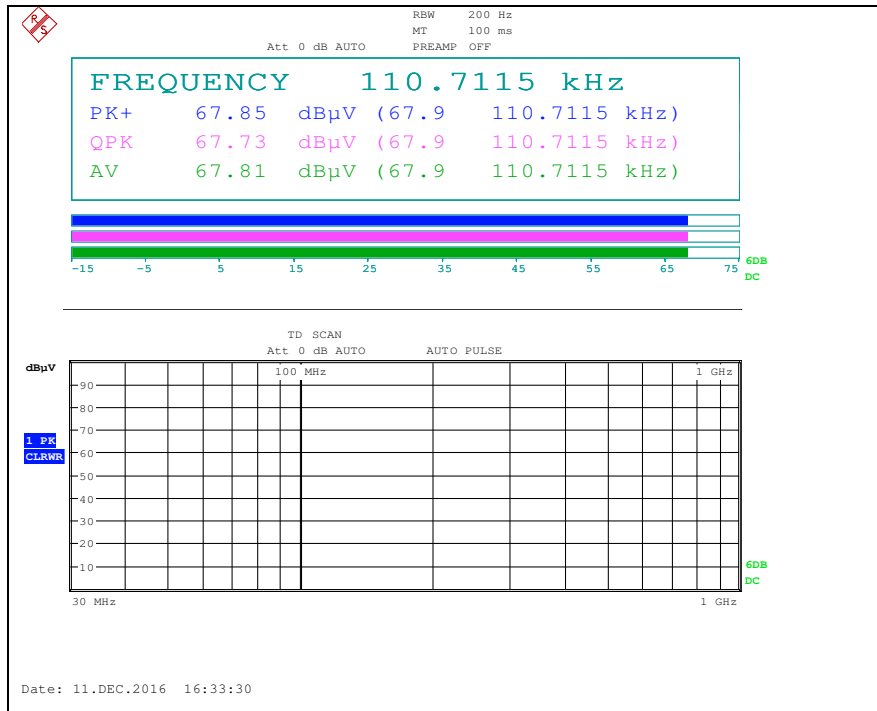 R S
RBW 200 Hz
MT 100 ms
Att 0 dB AUTO PREAMP OFF
FREQUENCY 110.7115 kHz
PK+ 67.85 dBµV (67.9 110.7115 kHz)
QPK 67.73 dBµV (67.9 110.7115 kHz)
AV 67.81 dBµV (67.9 110.7115 kHz)
-15 -5 5 15 25 35 45 55 65 75
6DB
DC
TD SCAN
Att 0 dB AUTO AUTO PULSE
dBµV
100 MHz 1 GHz
90
80
70
1 PK
CLRWR
60
50
40
30
20
10
6DB
DC
30 MHz 1 GHz
Date: 11.DEC.2016 16:33:30